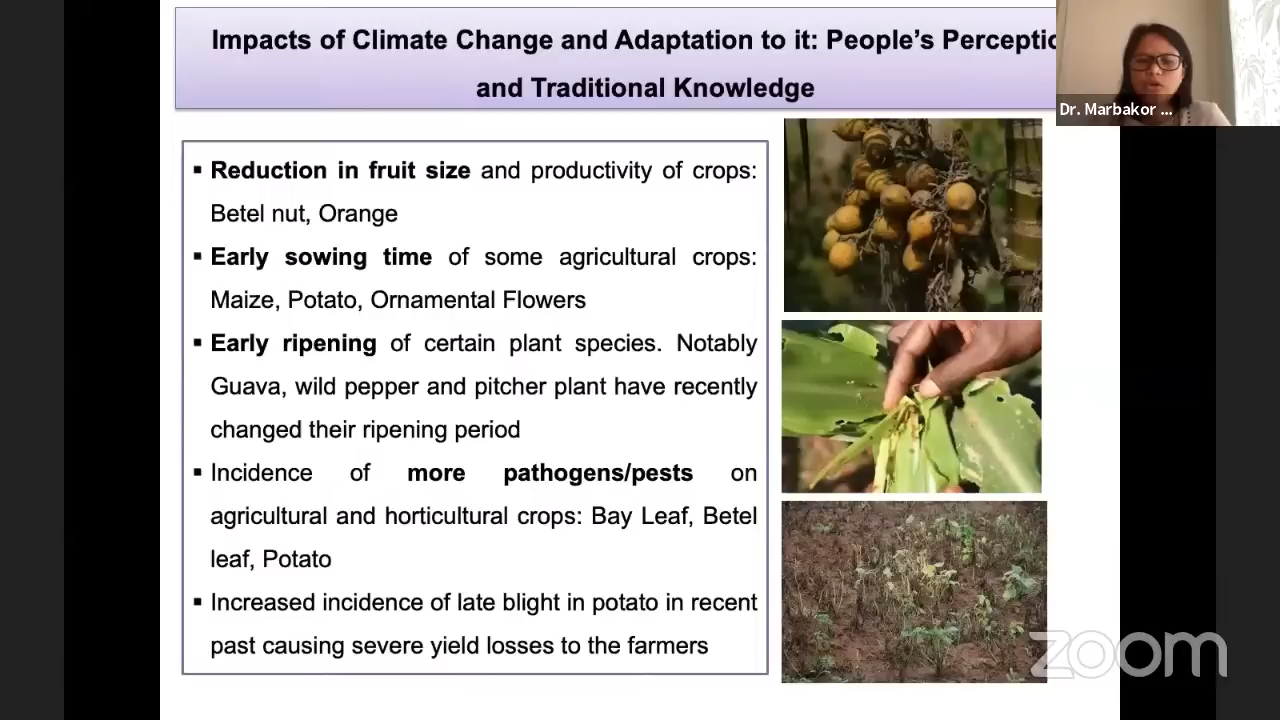 Impacts of Climate Change and Adaptation to it: People's
and Traditional Knowledge
Dr. Marbakor ...
▪ Reduction in fruit size and productivity of crops:
Betel nut, Orange
▪ Early sowing time of some agricultural crops:
Maize, Potato, Ornamental Flowers
▪ Early ripening of certain plant species. Notably
Guava, wild pepper and pitcher plant have recently
changed their ripening period
▪ Incidence of more pathogens/pests on
agricultural and horticultural crops: Bay Leaf, Betel
leaf, Potato
▪ Increased incidence of late blight in potato in recent
past causing severe yield losses to the farmers
zoom